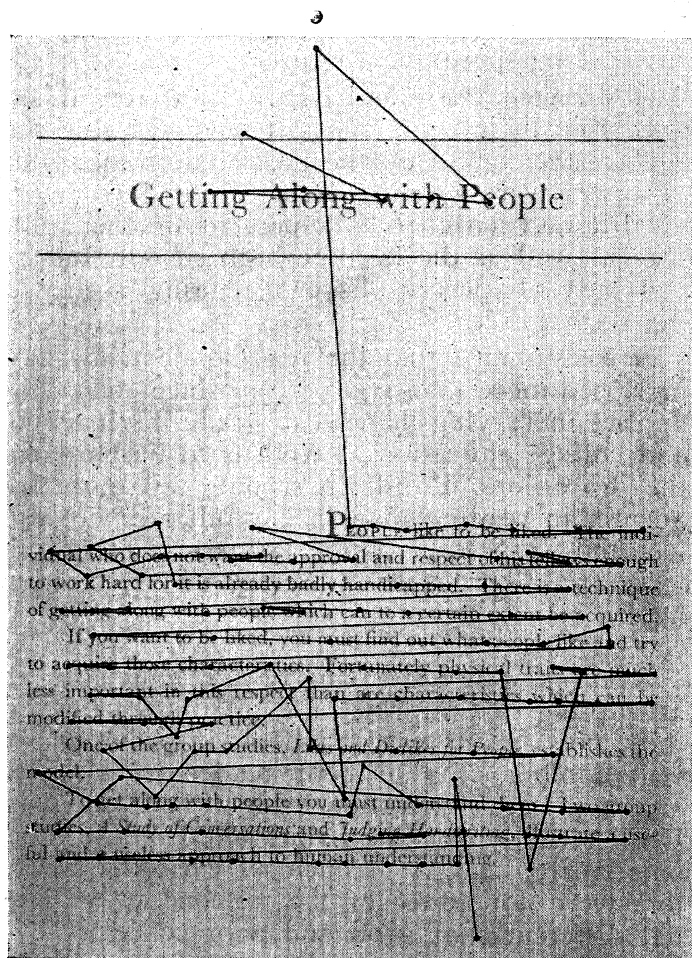 Getting Along with People
PEOPLE like to be liked. The indi-
vidual who does not want the approval and respect of his fellows enough
to work hard for it is already badly handicapped. There is a technique
of getting along with people which can to a certain extent be acquired.
If you want to be liked, you must find out what people like and try
to acquire those characteristics. Fortunately physical traits are much
less important in this respect than are characteristics which can be
modified through practice.
One of the group studies, Likes and Dislikes for People, establishes the
model.
To get along with people you must understand them. Two group
studies, A Study of Conversations and Judging Human, illustrate a use-
ful and approach to human understanding.